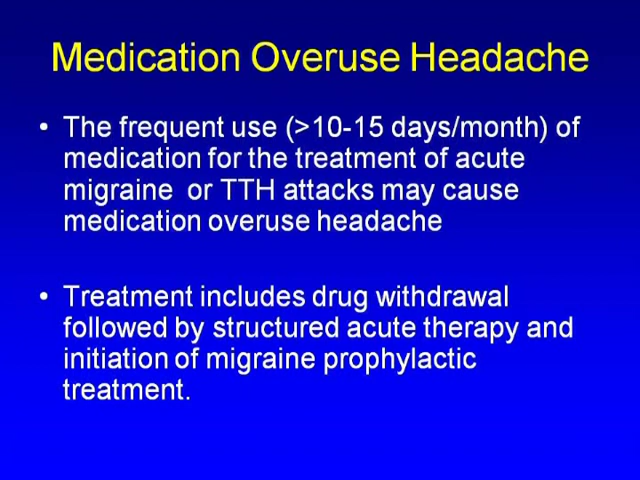 Medication Overuse Headache
• The frequent use (>10-15 days/month) of
medication for the treatment of acute
migraine or TTH attacks may cause
medication overuse headache
• Treatment includes drug withdrawal
followed by structured acute therapy and
initiation of migraine prophylactic
treatment.